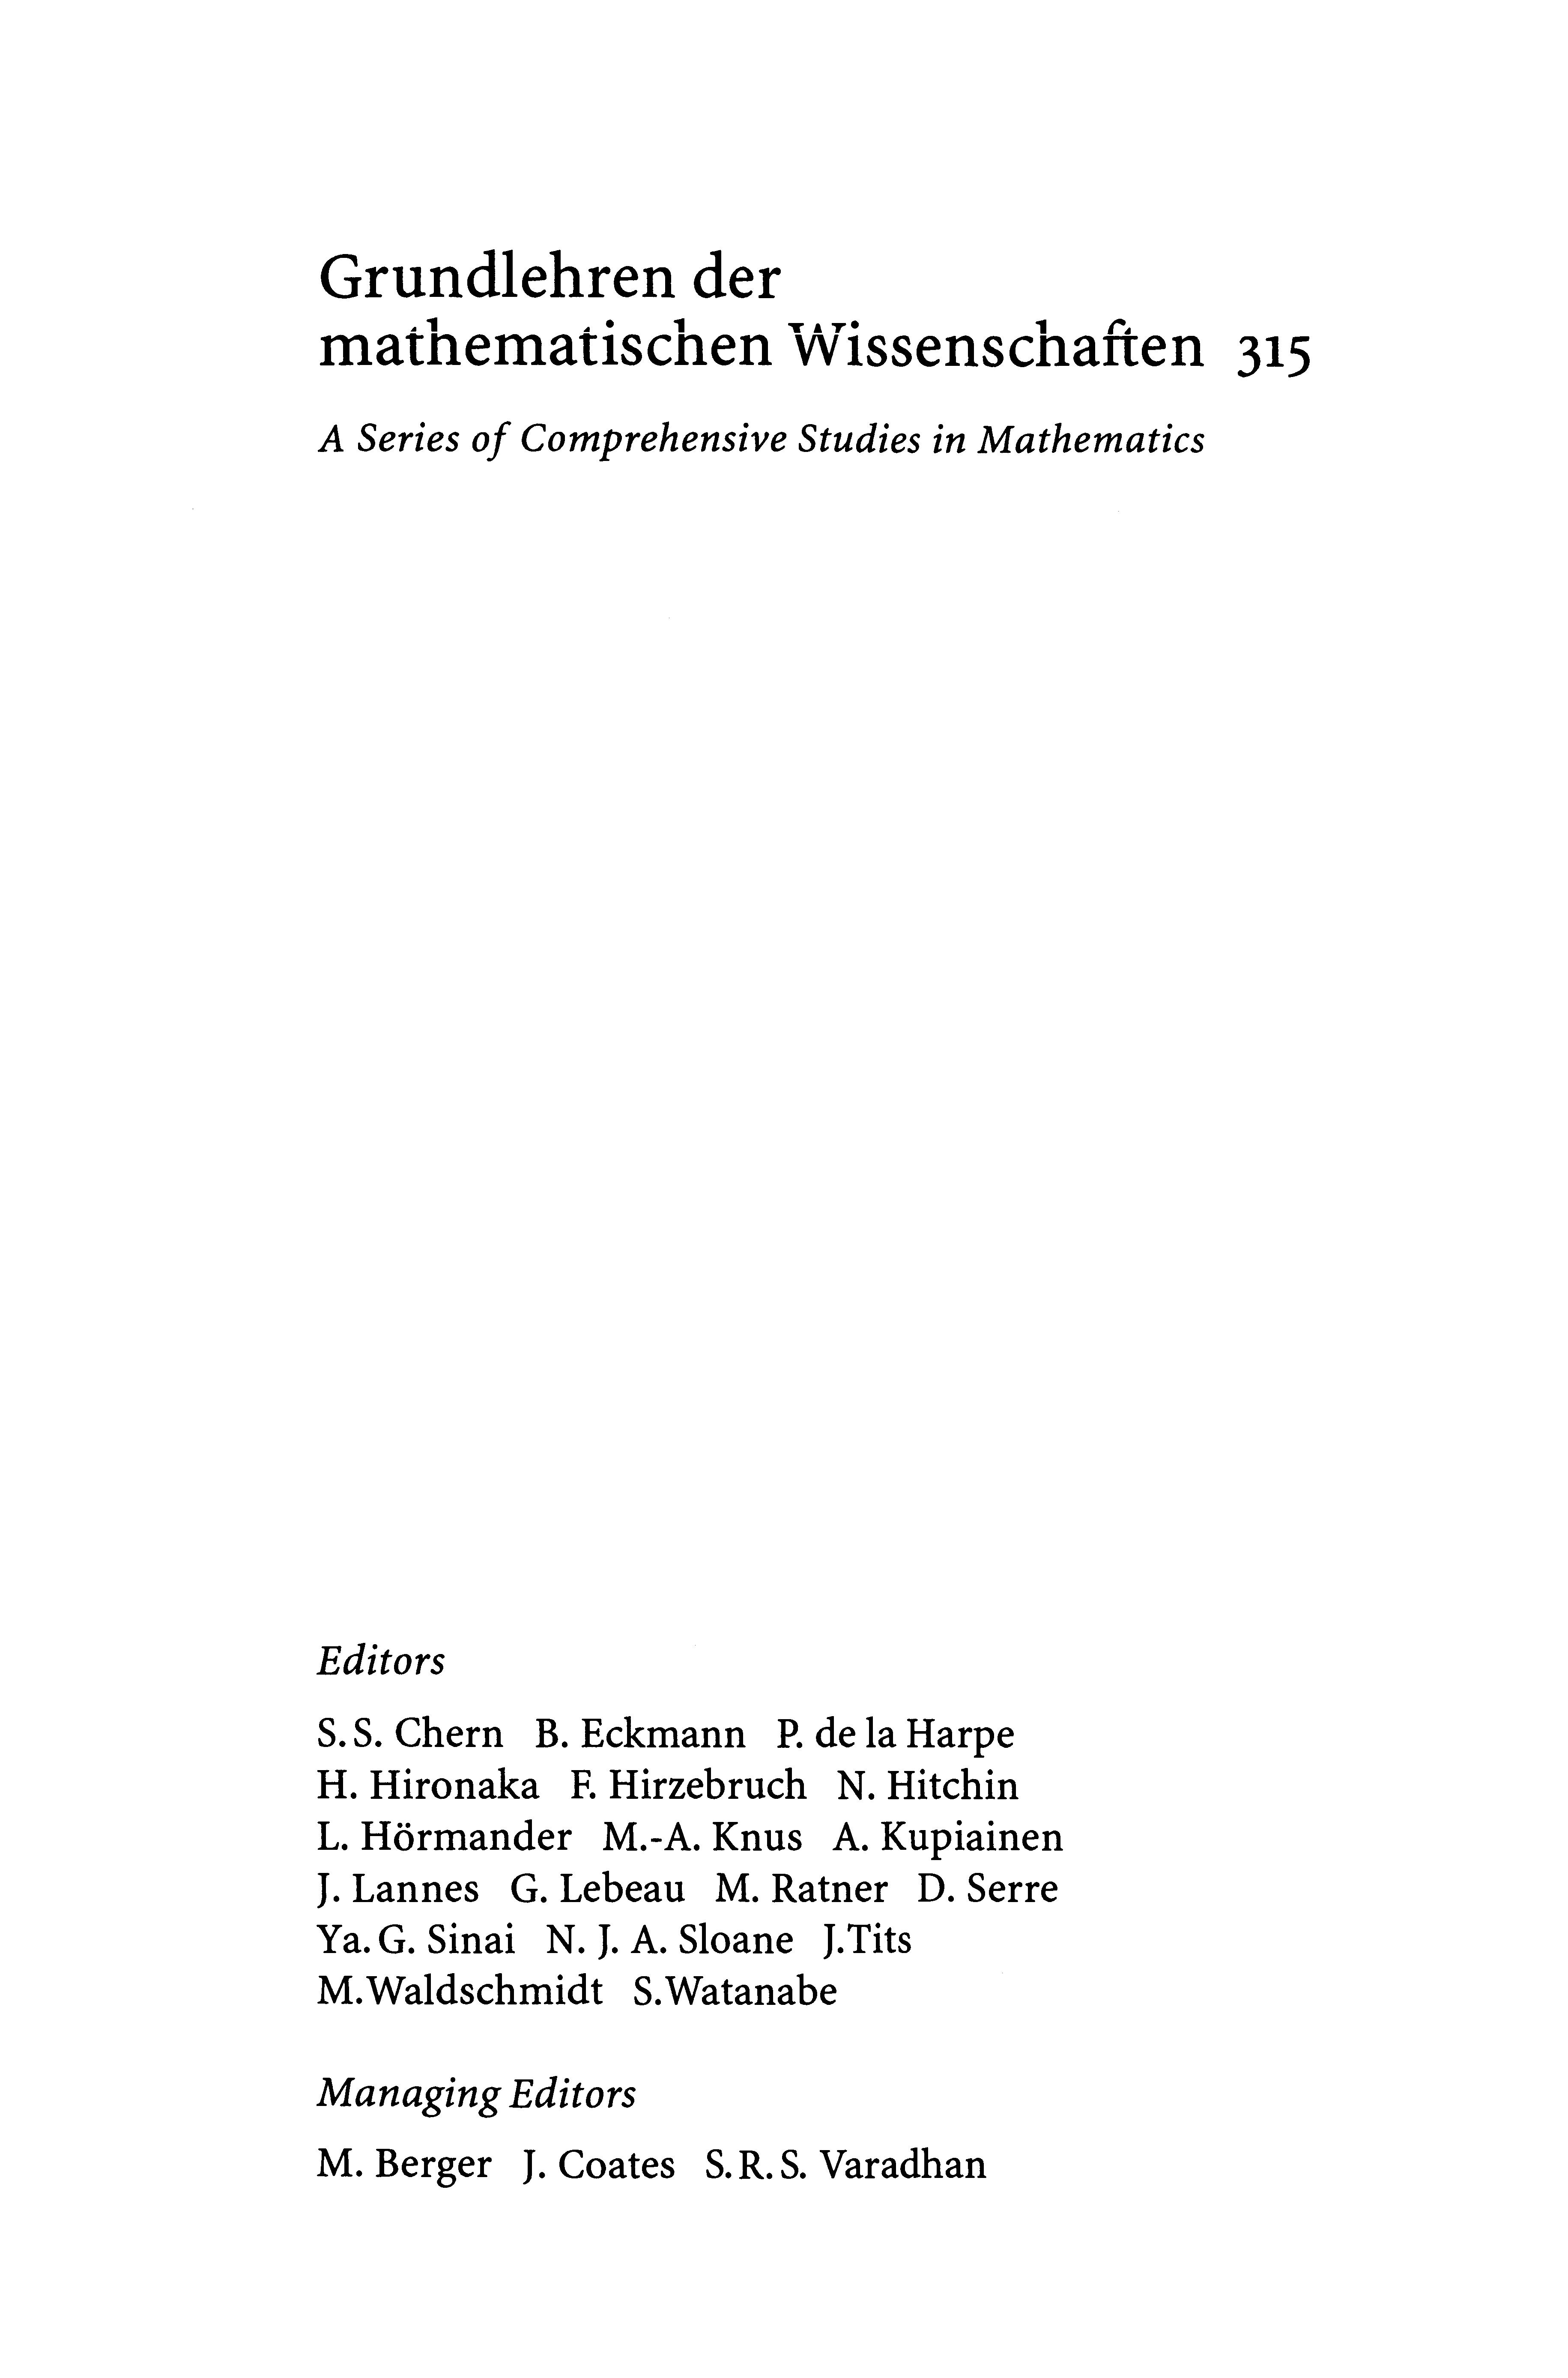 Grundlehren der
mathematischen Wissenschaften 315
A Series of Comprehensive Studies in Mathematics
Editors
S. S. Chern B. Eckmann P. de la Harpe
H. Hironaka F. Hirzebruch N. Hitchin
L. Hörmander M.-A. Knus A. Kupiainen
J. Lannes G. Lebeau M. Ratner D. Serre
Ya. G. Sinai N. J. A. Sloane J. Tits
M. Waldschmidt S. Watanabe
Managing Editors
M. Berger J. Coates S. R. S. Varadhan